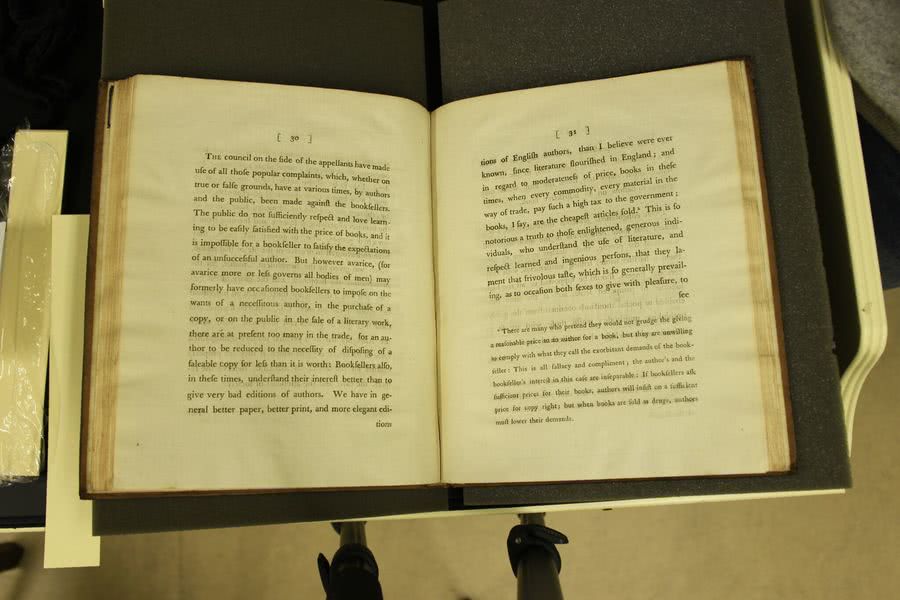 [ 30 ]
THE council on the side of the appellants have made
uſe of all thoſe popular complaints, which, whether on
true or falſe grounds, have at various times, by authors
and the public, been made againſt the bookſellers.
The public do not ſufficiently reſpect and love learn-
ing to be eaſily ſatisfied with the price of books, and it
is impoſſible for a bookſeller to ſatisfy the expectations
of an unſucceſsful author. But however avarice, (for
avarice more or leſs governs all bodies of men) may
formerly have occaſioned bookſellers to impoſe on the
wants of a neceſſitous author, in the purchaſe of a
copy, or on the public in the ſale of a literary work,
there are at preſent too many in the trade, for an au-
thor to be reduced to the neceſſity of diſpoſing of a
ſaleable copy for leſs than it is worth: Bookſellers alſo,
in theſe times, underſtand their intereſt better than to
give very bad editions of authors. We have in ge-
neral better paper, better print, and more elegant edi-
tions
[ 31 ]
tions of Engliſh authors, than I believe were ever
known, ſince literature flouriſhed in England; and
in regard to moderateneſs of price, books in theſe
times, when every commodity, every material in the
way of trade, pay ſuch a high tax to the government;
books, I ſay, are the cheapeſt articles ſold.* This is ſo
notorious a truth to thoſe enlightened, generous indi-
viduals, who underſtand the uſe of literature, and
reſpect learned and ingenious perſons, that they la-
ment that frivolous taſte, which is ſo generally prevail-
ing, as to occaſion both ſexes to give with pleaſure, to
ſee
* There are many who pretend they would not grudge the giving
a reaſonable price to an author for a book, but they are unwilling
to comply with what they call the exorbitant demands of the book-
ſeller: This is all fallacy and compliment; the author's and the
bookſeller's intereſt in this caſe are inſeparable: If bookſellers aſk
ſufficient prices for their books, authors will inſiſt on a ſufficient
price for copy right; but when books are ſold as drugs, authors
muſt lower their demands.